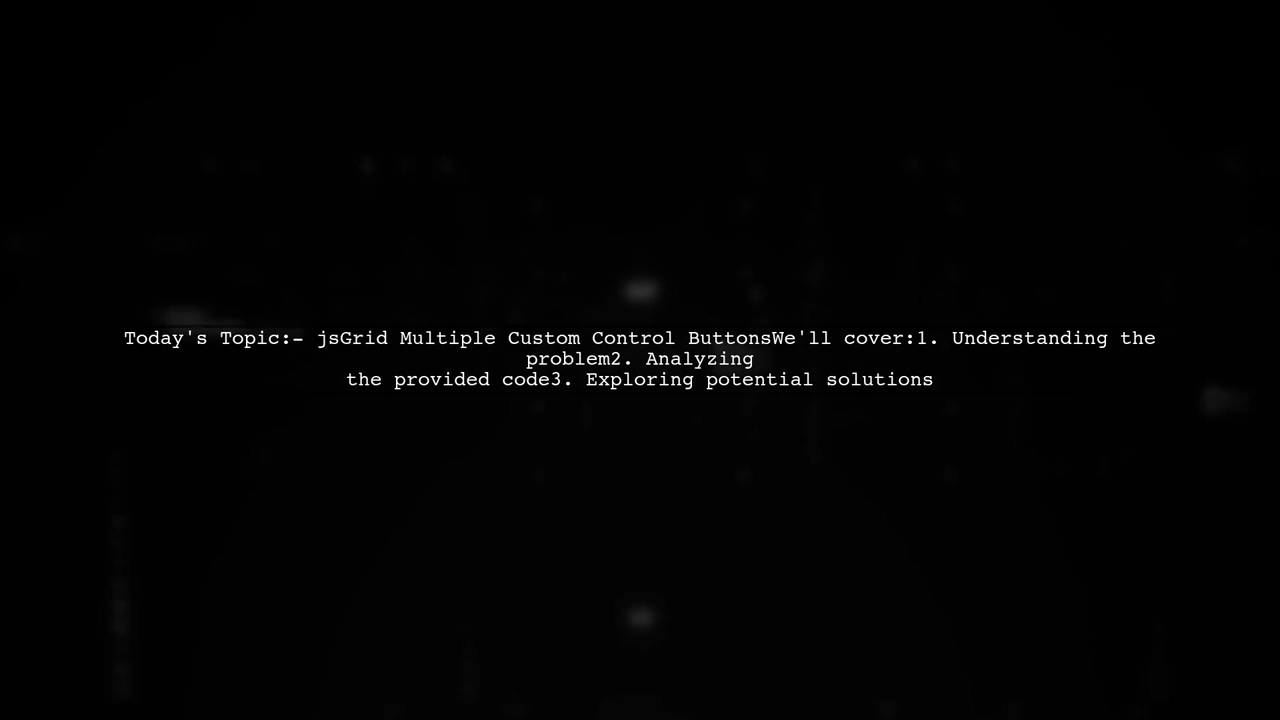 Today's Topic:- jsGrid Multiple Custom Control ButtonsWe'll cover:1. Understanding the
problem2. Analyzing
the provided code3. Exploring potential solutions